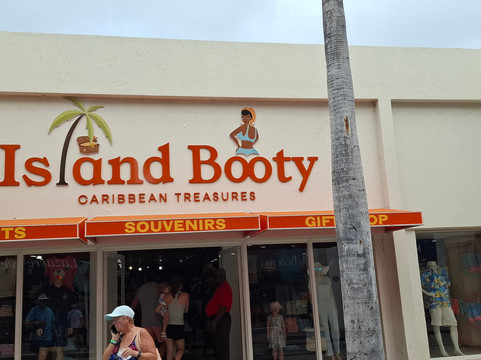 Island Booty
CARIBBEAN TREASURES
SOUVENIRS